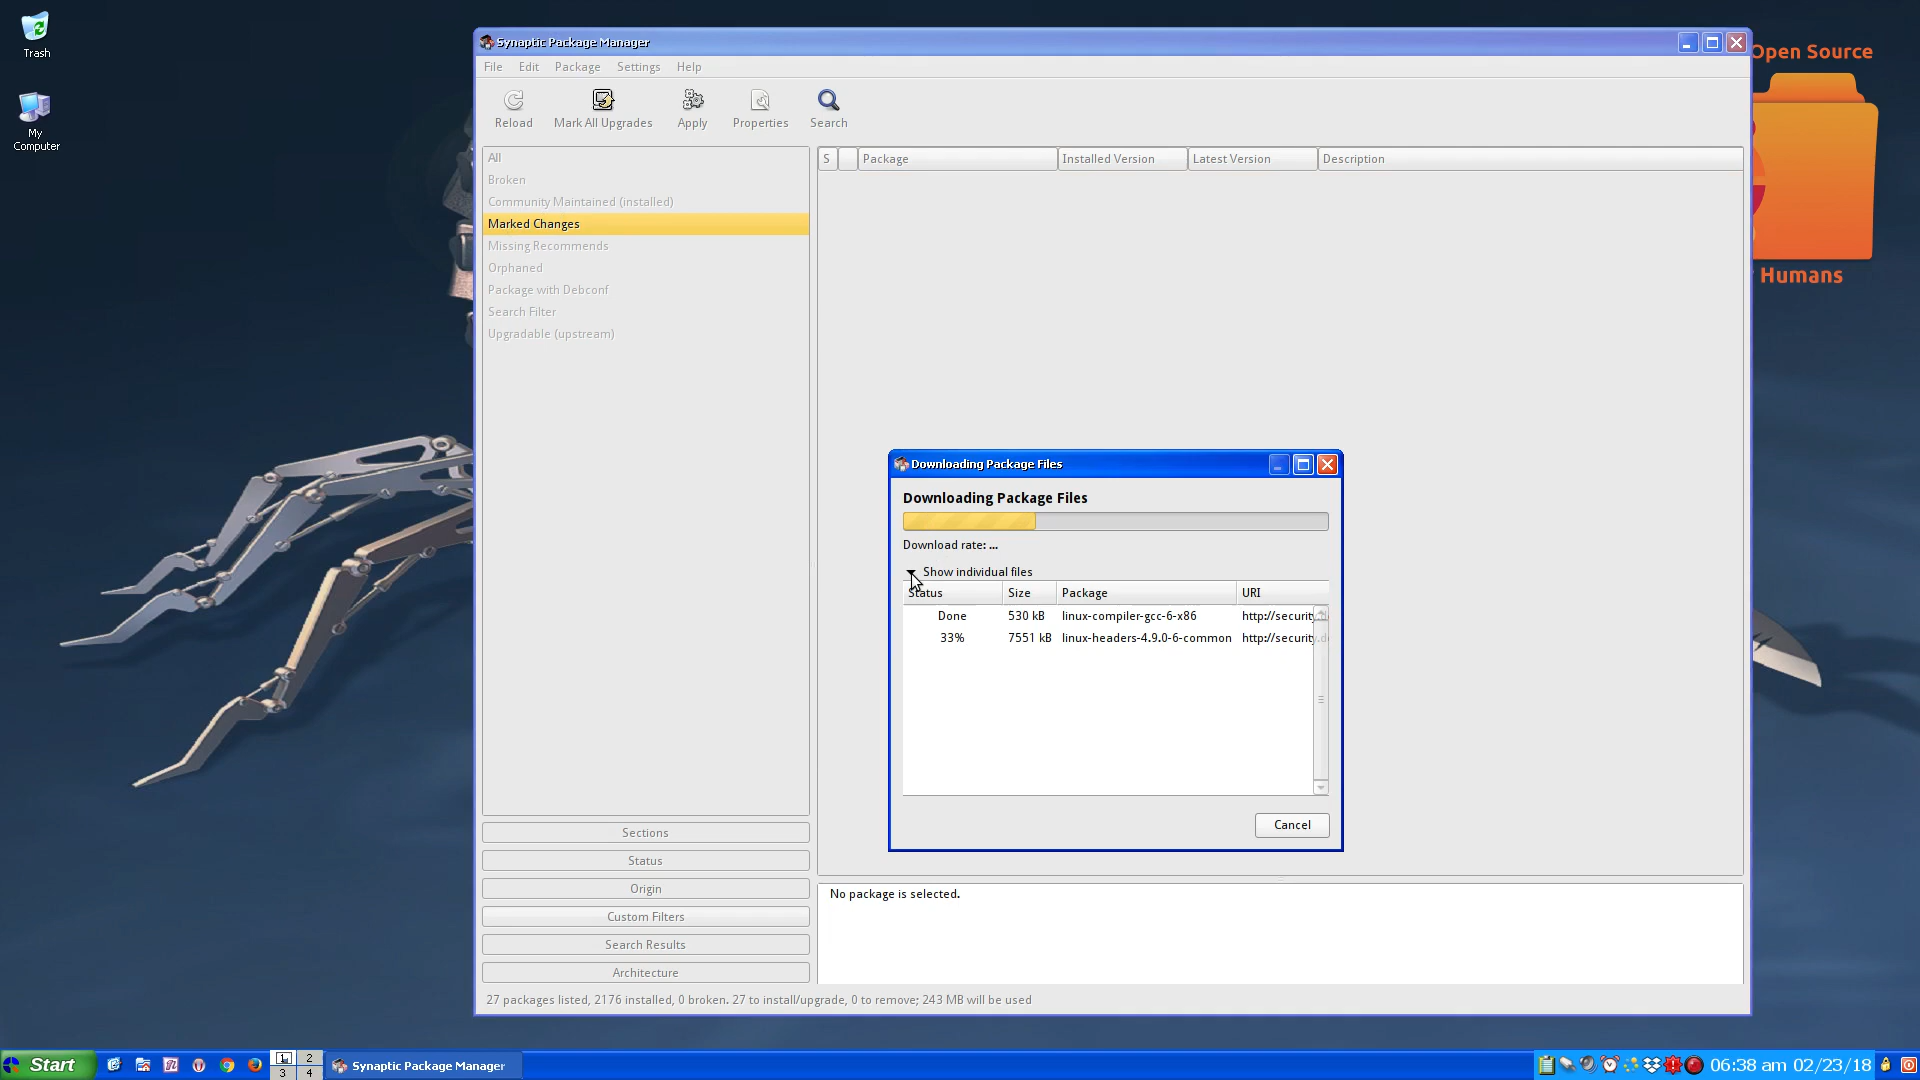 Trash
My
Computer
Synaptic Package Manager
File Edit Package Settings Help
Reload Mark All Upgrades Apply Properties Search
All
Broken
Community Maintained (installed)
Marked Changes
Missing Recommends
Orphaned
Package with Debconf
Search Filter
Upgradable (upstream)
Sections
Status
Origin
Custom Filters
Search Results
Architecture
S Package Installed Version Latest Version Description
Open Source
Humans
Downloading Package Files
Downloading Package Files
Download rate: ...
Show individual files
Status Size Package URI
Done 530 kB linux-compiler-gcc-6-x86 http://security
33% 7551 kB linux-headers-4.9.0-6-common http://security.d
Cancel
No package is selected.
27 packages listed, 2176 installed, 0 broken. 27 to install/upgrade, 0 to remove; 243 MB will be used
Start 1 2 3 4 Synaptic Package Manager 06:38 am 02/23/18